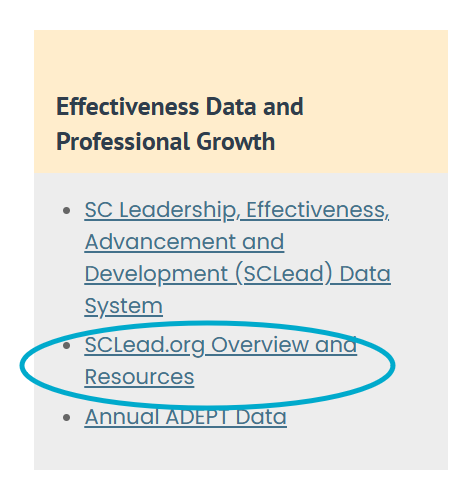 Effectiveness Data and
Professional Growth
SC Leadership, Effectiveness,
Advancement and
Development (SCLead) Data
System
SCLead.org Overview and
Resources
Annual ADEPT Data